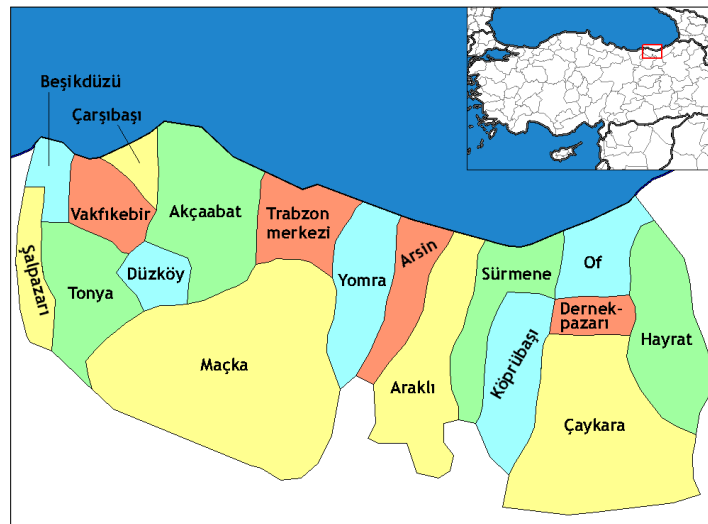 Beşikdüzü
Çarşıbaşı
Vakfıkebir
Akçaabat
Trabzon
merkezi
Şalpazarı
Tonya
Düzköy
Yomra
Arsin
Sürmene
Of
Dernek-
pazarı
Hayrat
Maçka
Araklı
Köprübaşı
Çaykara